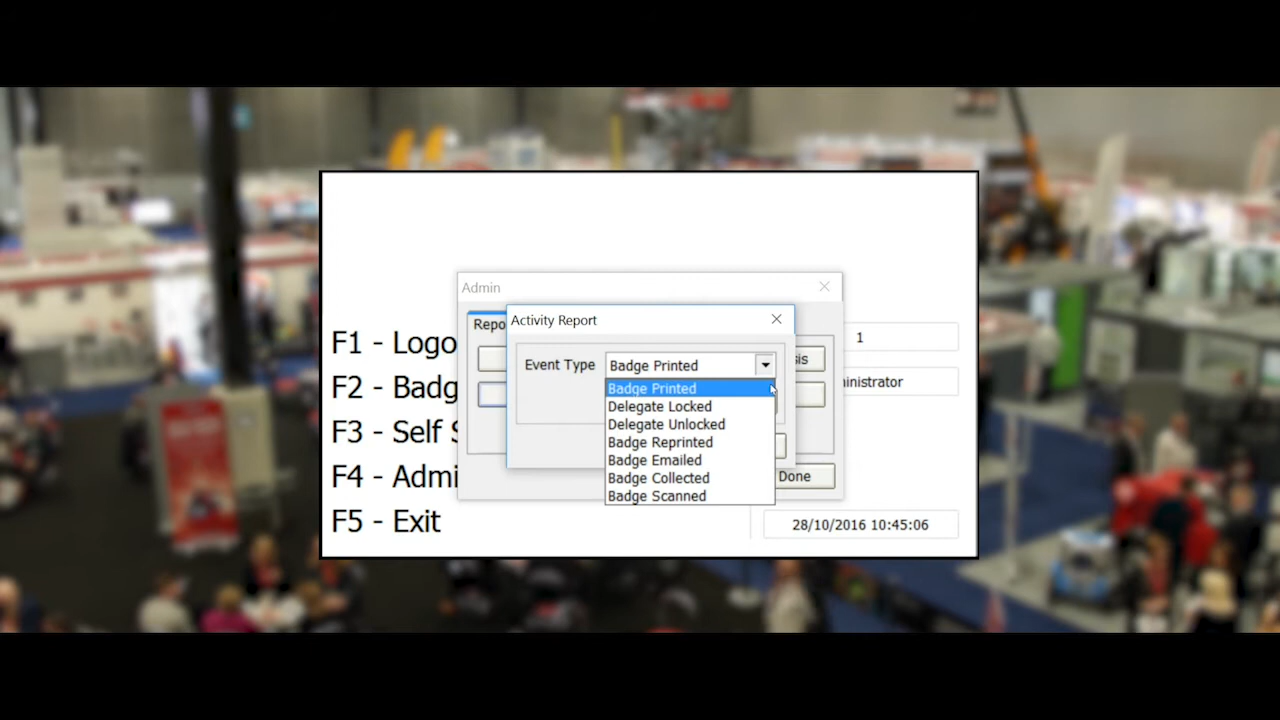 Admin
Activity Report
Repo
F1 - Logo
1
sis
Event Type
Badge Printed
Badge Printed
F2 - Badg
inistrator
Delegate Locked
Delegate Unlocked
F3 - Self S
Badge Reprinted
Badge Emailed
F4 - Admi
Badge Collected
Done
Badge Scanned
F5 - Exit
28/10/2016 10:45:06